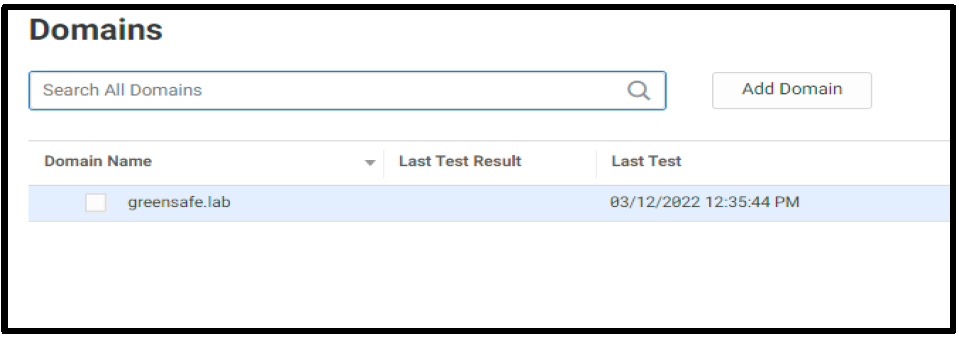 Domains
Search All Domains
Add Domain
Domain Name Last Test Result Last Test
greensafe.lab 03/12/2022 12:35:44 PM